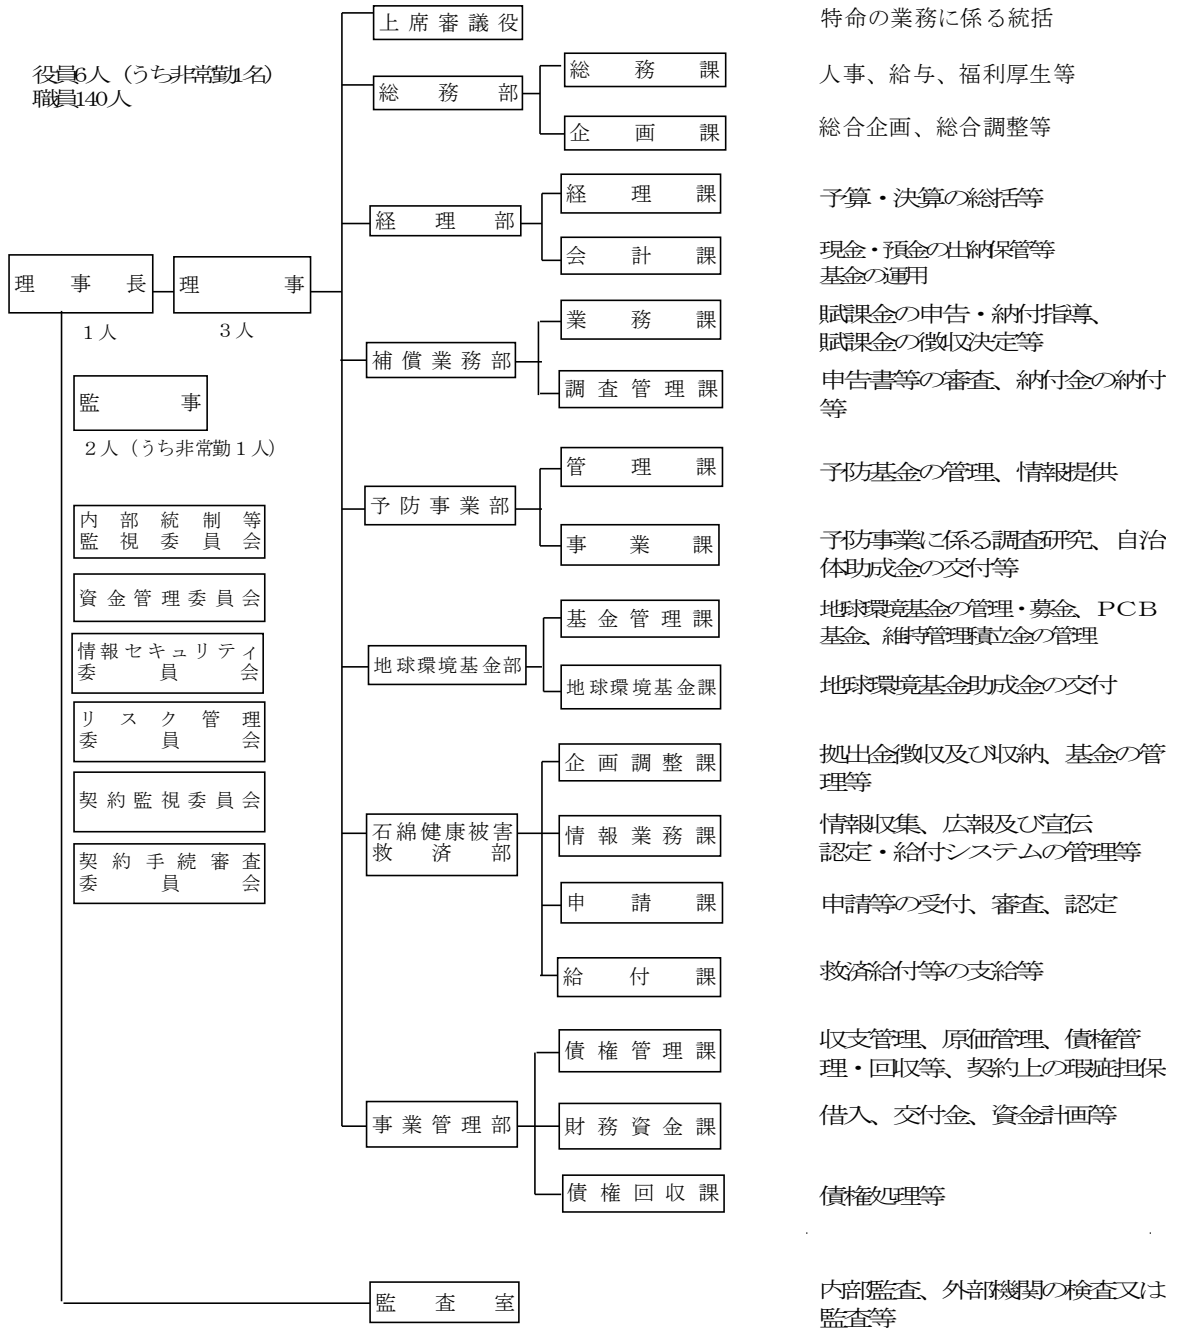 役員6人（うち非常勤1名）
職員140人
理事長
1人
理事
3人
監事
2人（うち非常勤1人）
内部統制等
監視委員会
資金管理委員会
情報セキュリティ
委員会
リスク管理
委員会
契約監視委員会
契約手続審査
委員会
上席審議役
特命の業務に係る統括
総務部
総務課
人事、給与、福利厚生等
企画課
総合企画、総合調整等
経理部
経理課
予算・決算の総括等
会計課
現金・預金の出納保管等
基金の運用
補償業務部
業務課
賦課金の申告・納付指導、
賦課金の徴収決定等
調査管理課
申告書等の審査、納付金の納付
等
予防事業部
管理課
予防基金の管理、情報提供
事業課
予防事業に係る調査研究、自治
体助成金の交付等
地球環境基金部
基金管理課
地球環境基金の管理・募金、PCB
基金、維持管理積立金の管理
地球環境基金課
地球環境基金助成金の交付
石綿健康被害
救済部
企画調整課
拠出金徴収及び収納、基金の管
理等
情報業務課
情報収集、広報及び宣伝
認定・給付システムの管理等
申請課
申請等の受付、審査、認定
給付課
救済給付等の支給等
事業管理部
債権管理課
収支管理、原価管理、債権管
理・回収等、契約上の瑕疵担保
財務資金課
借入、交付金、資金計画等
債権回収課
債権処理等
監査室
内部監査、外部機関の検査又は
監査等